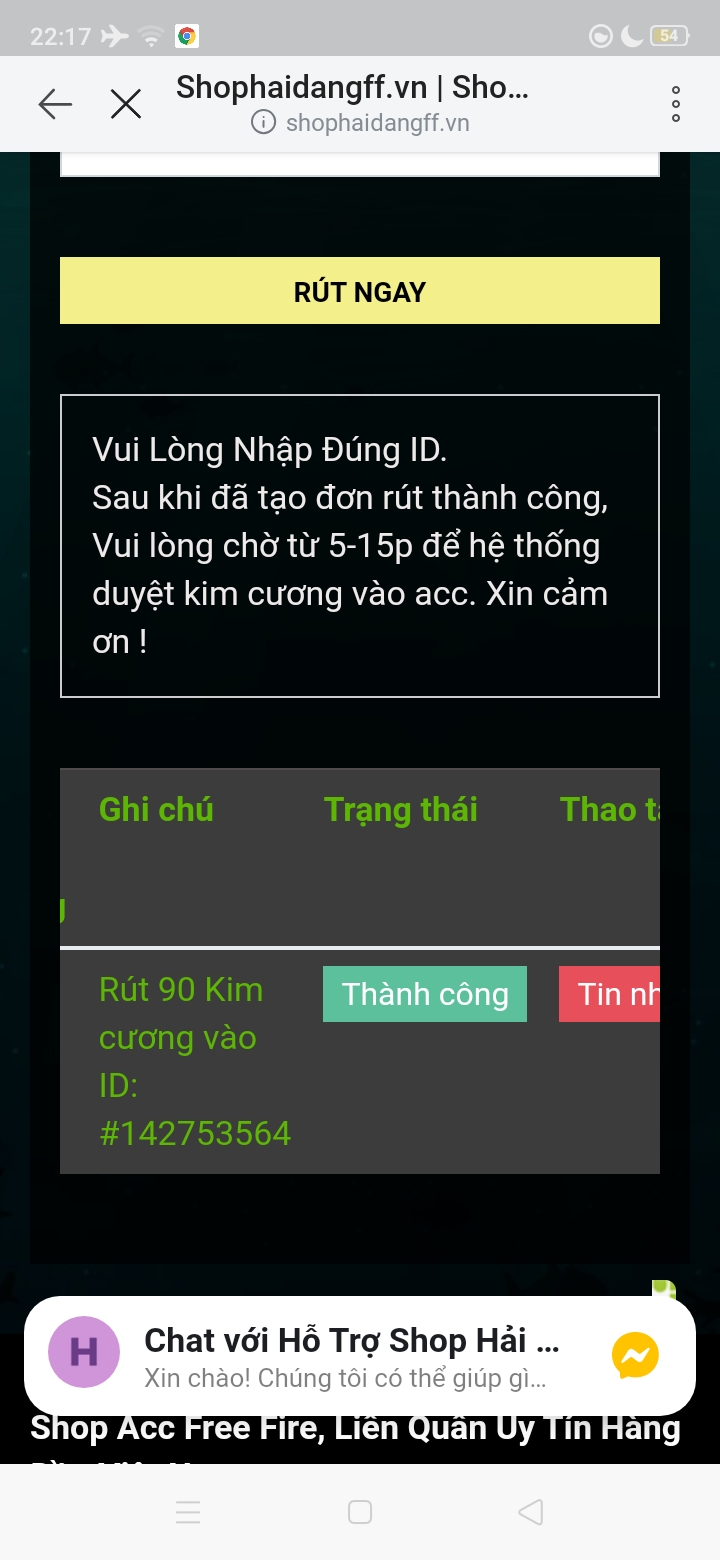 22:17
54
Shophaidangff.vn | Sho...
shophaidangff.vn
RÚT NGAY
Vui Lòng Nhập Đúng ID.
Sau khi đã tạo đơn rút thành công,
Vui lòng chờ từ 5-15p để hệ thống
duyệt kim cương vào acc. Xin cảm
ơn !
Ghi chú Trạng thái Thao
g
Rút 90 Kim Thành công Tin nh
cương vào
ID:
#142753564
H
Chat với Hỗ Trợ Shop Hải ...
Xin chào! Chúng tôi có thể giúp gì...
Shop Acc Free Fire, Liên Quân Uy Tín Hàng